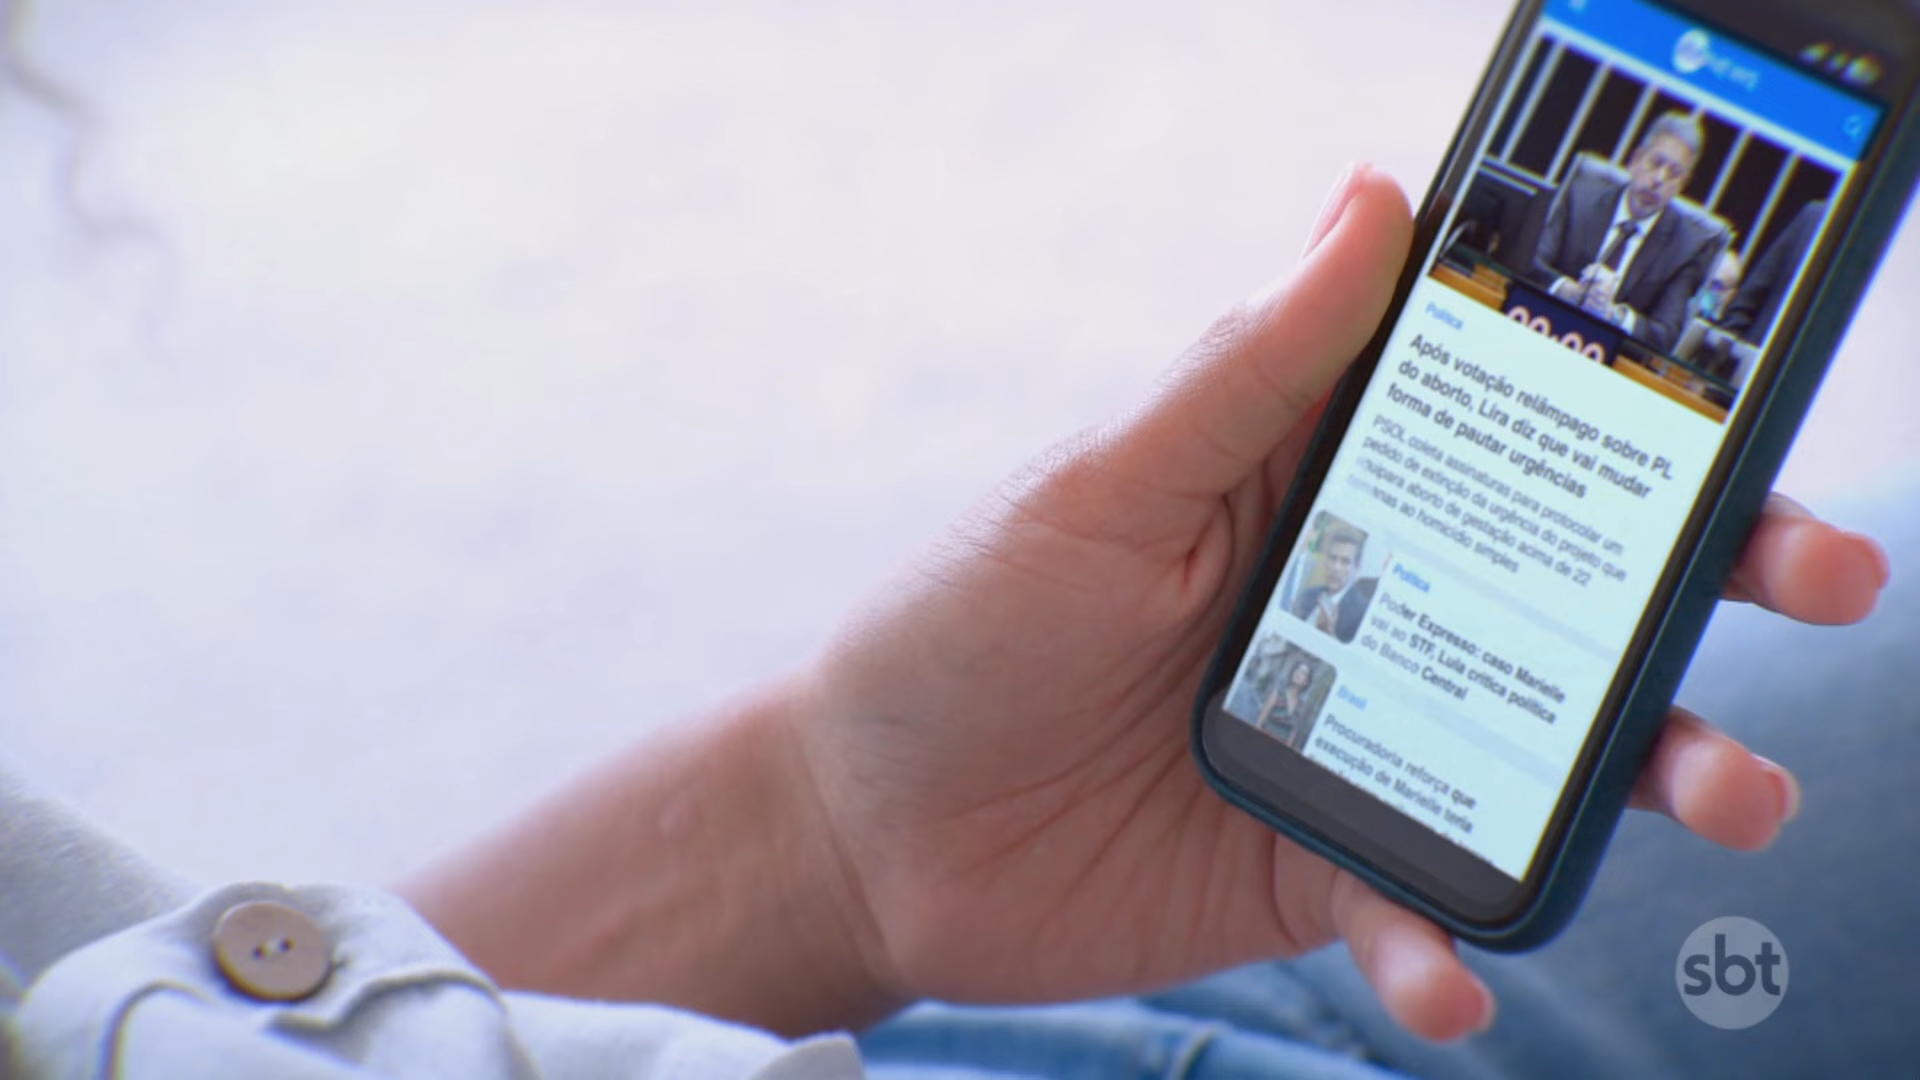 news
Política
00:00
Após votação relâmpago sobre PL
do aborto, Lira diz que vai mudar
forma de pautar urgências
PSOL coleta assinaturas para protocolar um
pedido de extinção da urgência do projeto que
equipara aborto de gestação acima de 22
semanas ao homicídio simples
Política
Poder Expresso: caso Marielle
vai ao STF, Lula critica política
do Banco Central
Brasil
Procuradoria reforça que
execução de Marielle teria
sbt